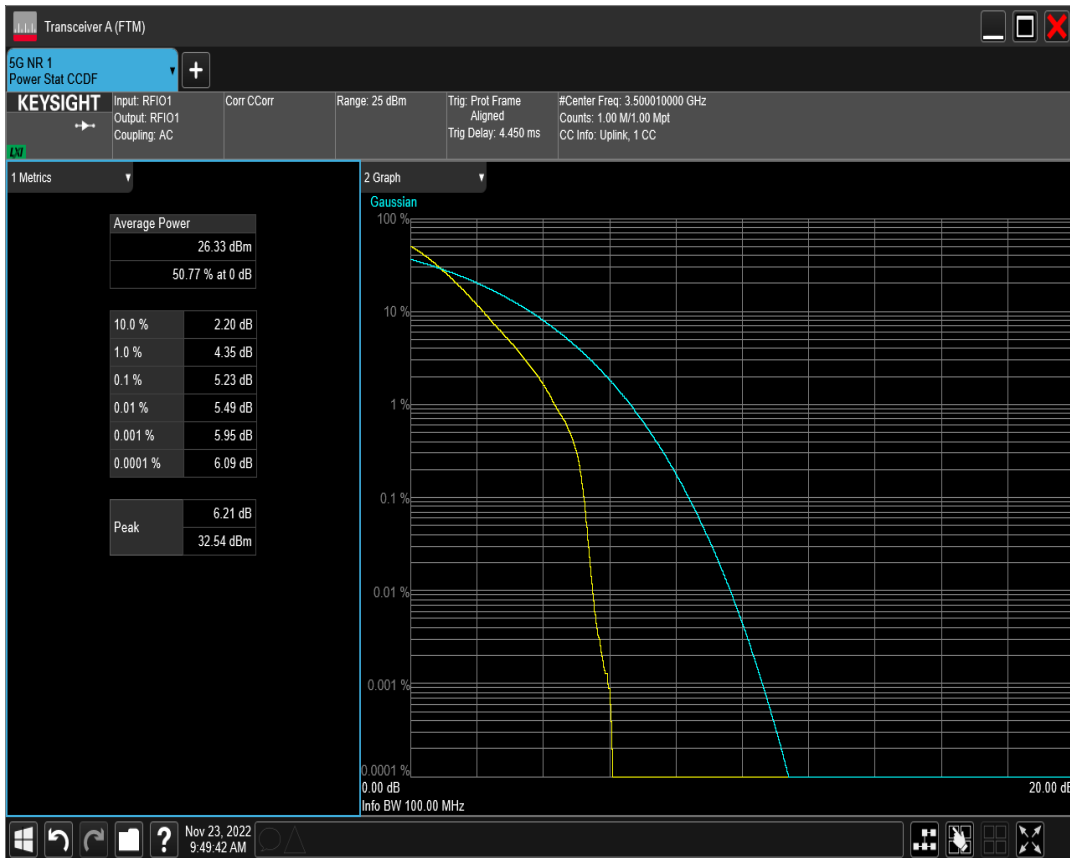 Transceiver A (FTM)
5G NR 1
Power Stat CCDF
KEYSIGHT
LXI
Input: RFIO1
Output: RFIO1
Coupling: AC
Corr CCorr
Range: 25 dBm
Trig: Prot Frame
Aligned
Trig Delay: 4.450 ms
#Center Freq: 3.500010000 GHz
Counts: 1.00 M/1.00 Mpt
CC Info: Uplink, 1 CC
1 Metrics
Average Power
26.33 dBm
50.77 % at 0 dB
10.0 % 2.20 dB
1.0 % 4.35 dB
0.1 % 5.23 dB
0.01 % 5.49 dB
0.001 % 5.95 dB
0.0001 % 6.09 dB
Peak 6.21 dB
32.54 dBm
2 Graph
Gaussian
100 %
10 %
1 %
0.1 %
0.01 %
0.001 %
0.0001 %
0.00 dB 20.00 dB
Info BW 100.00 MHz
?
Nov 23, 2022
9:49:42 AM